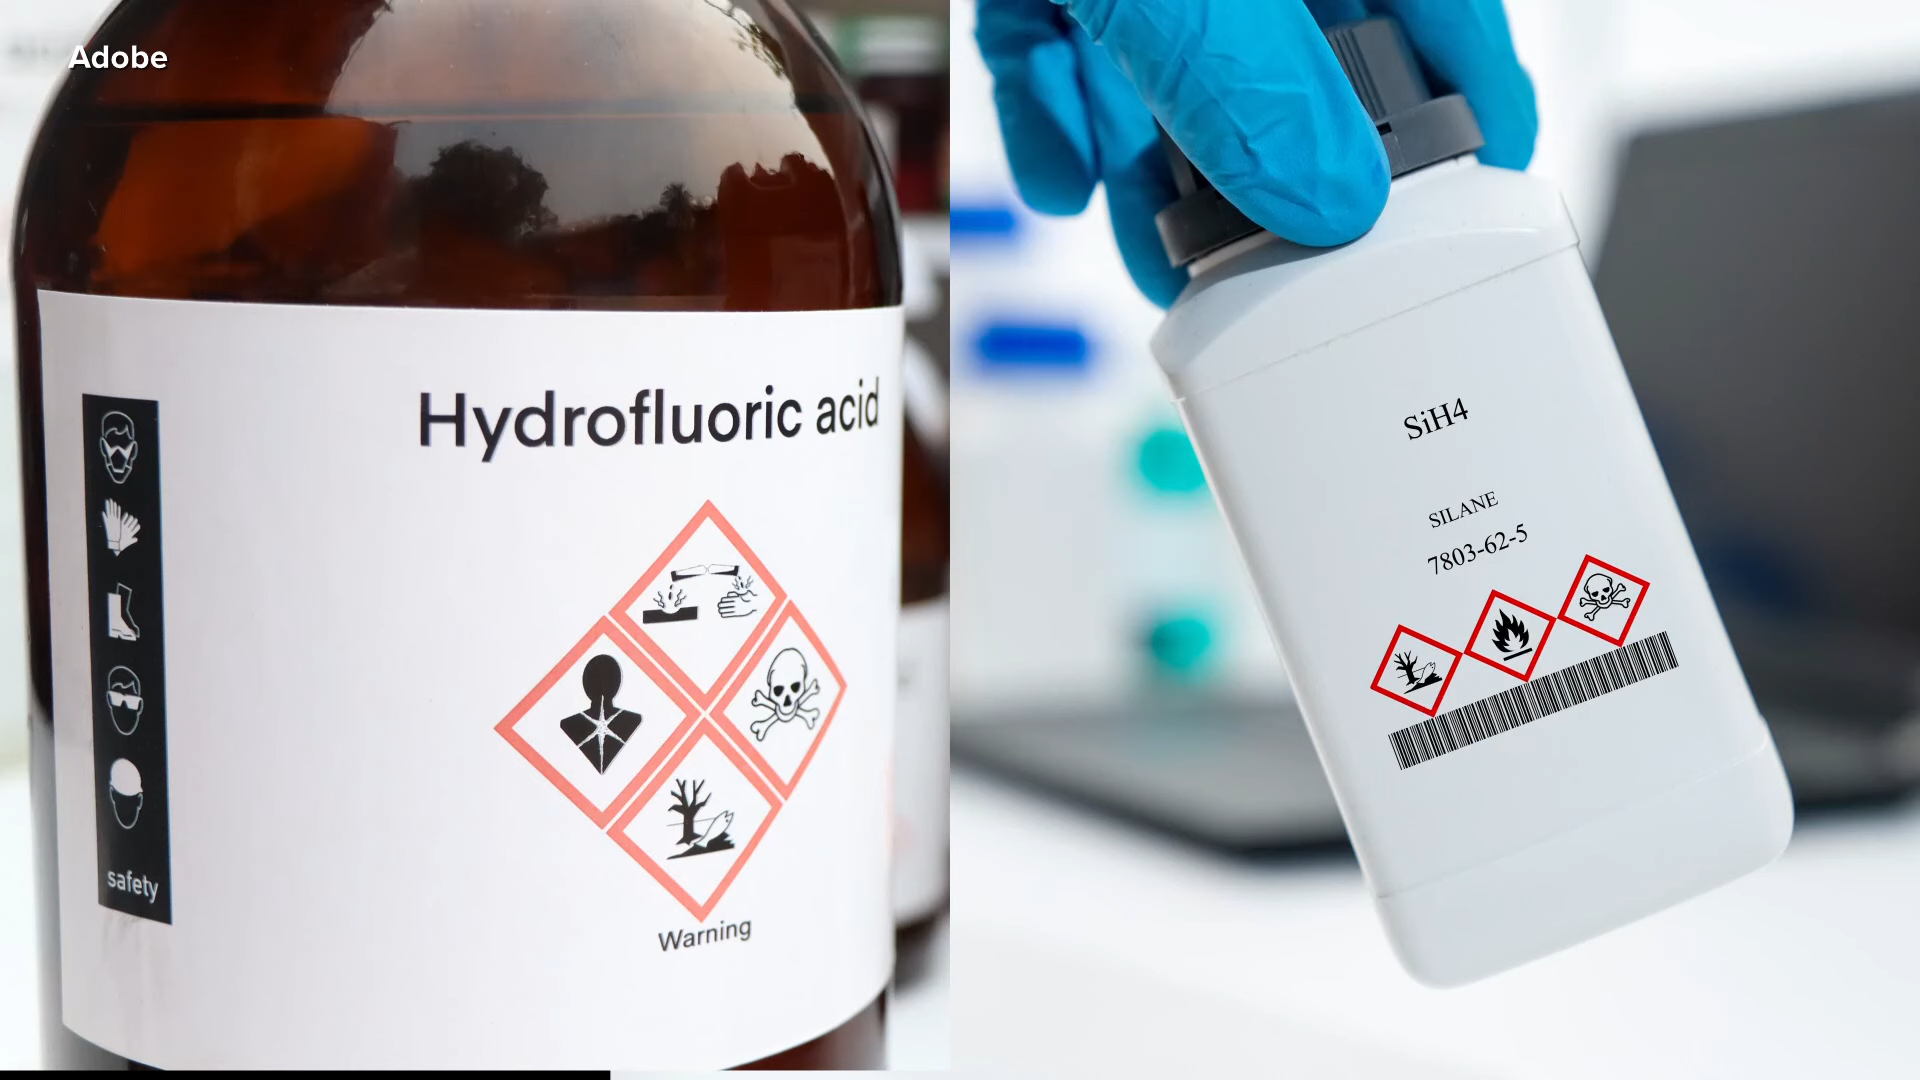 Adobe
Hydrofluoric acid
safety
Warning
SiH4
SILANE
7803-62-5